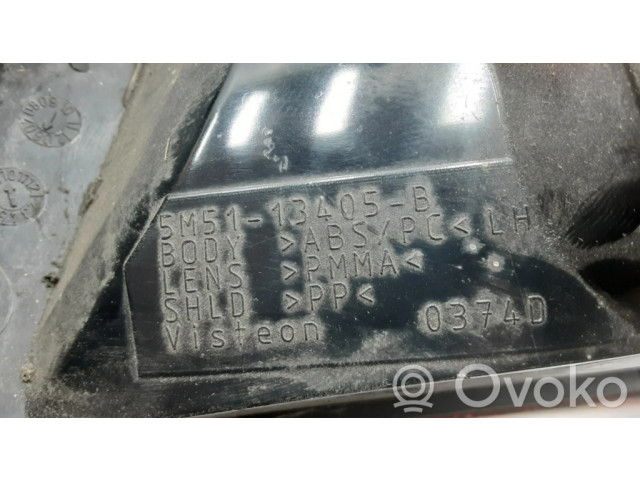 5M51-13405-B
BODY >ABS/PC< LH
LENS >PMMA<
SHLD >PP<
Visteon 0374D
Ovoko